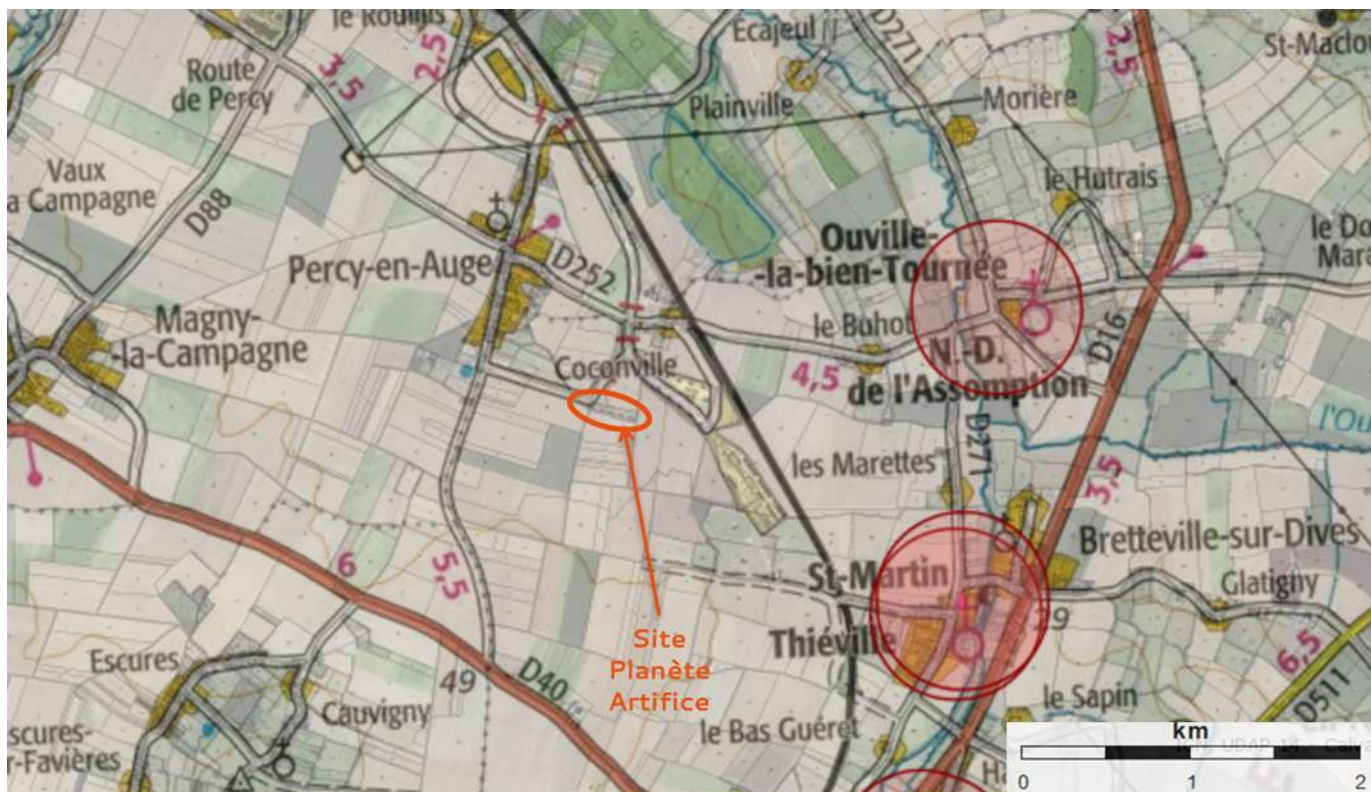 le Rouillis
Ecajeul
D271
2,5
St-Maclou
Route
de Percy
3,5
2,5
Plainville
Morière
Vaux
a Campagne
D88
le Hutrais
Ouville-
-la-bien-Tournée
le Do
Mara
Percy-en-Auge
D252
Magny-
-la-Campagne
le Buhot
N.-D.
de l'Assomption
D16
Coconville
4,5
l'Ou
D271
les Marettes
3,5
6
5,5
Bretteville-sur-Dives
St-Martin
Glatigny
49
Thiéville
Site
Planète
Artifice
6,5
Escures
49
D40
le Sapin
D511
Cauvigny
le Bas Guéret
scures-
r-Favières
km
0
1
2